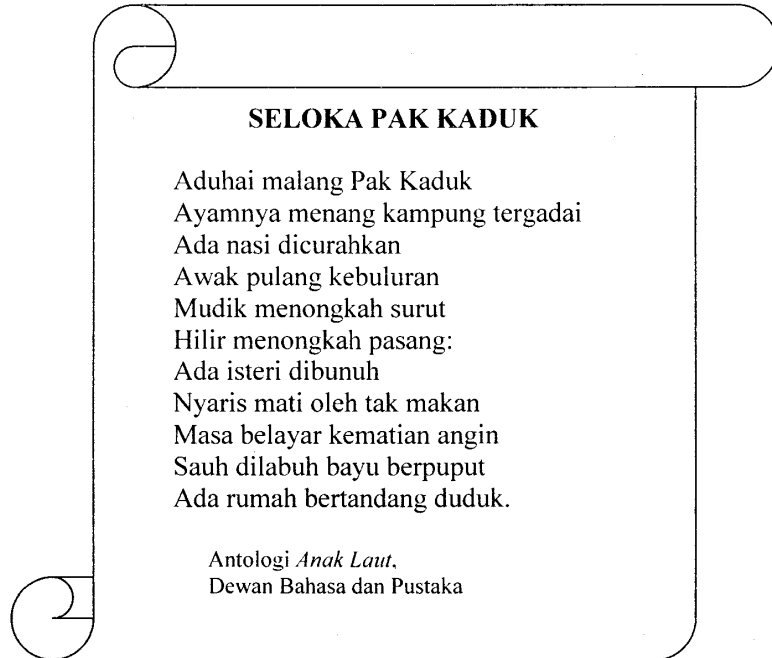 SELOKA PAK KADUK
Aduhai malang Pak Kaduk
Ayamnya menang kampung tergadai
Ada nasi dicurahkan
Awak pulang kebuluran
Mudik menongkah surut
Hilir menongkah pasang:
Ada isteri dibunuh
Nyaris mati oleh tak makan
Masa belayar kematian angin
Sauh dilabuh bayu berpuput
Ada rumah bertandang duduk.
Antologi Anak Laut,
Dewan Bahasa dan Pustaka